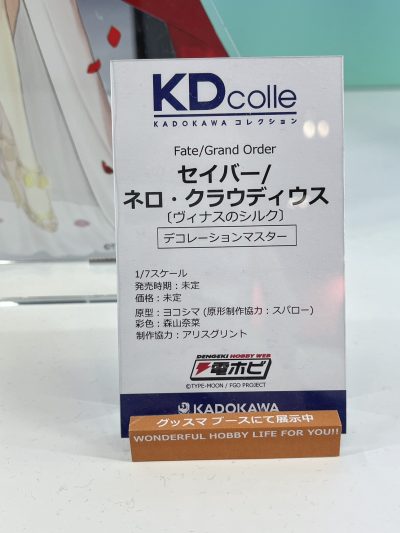 KDcolle
KADOKAWA コレクション
Fate/Grand Order
セイバー/
ネロ・クラウディウス
〔ヴィナスのシルク〕
デコレーションマスター
1/7スケール
発売時期：未定
価格：未定
原型：ヨコシマ (原形制作協力：スパロー)
彩色：森山奈菜
制作協力：アリスグリント
DENGEKI HOBBY WEB
電ホビ
©TYPE-MOON / FGO PROJECT
KADOKAWA
グッスマ ブースにて展示中
WONDERFUL HOBBY LIFE FOR YOU!!